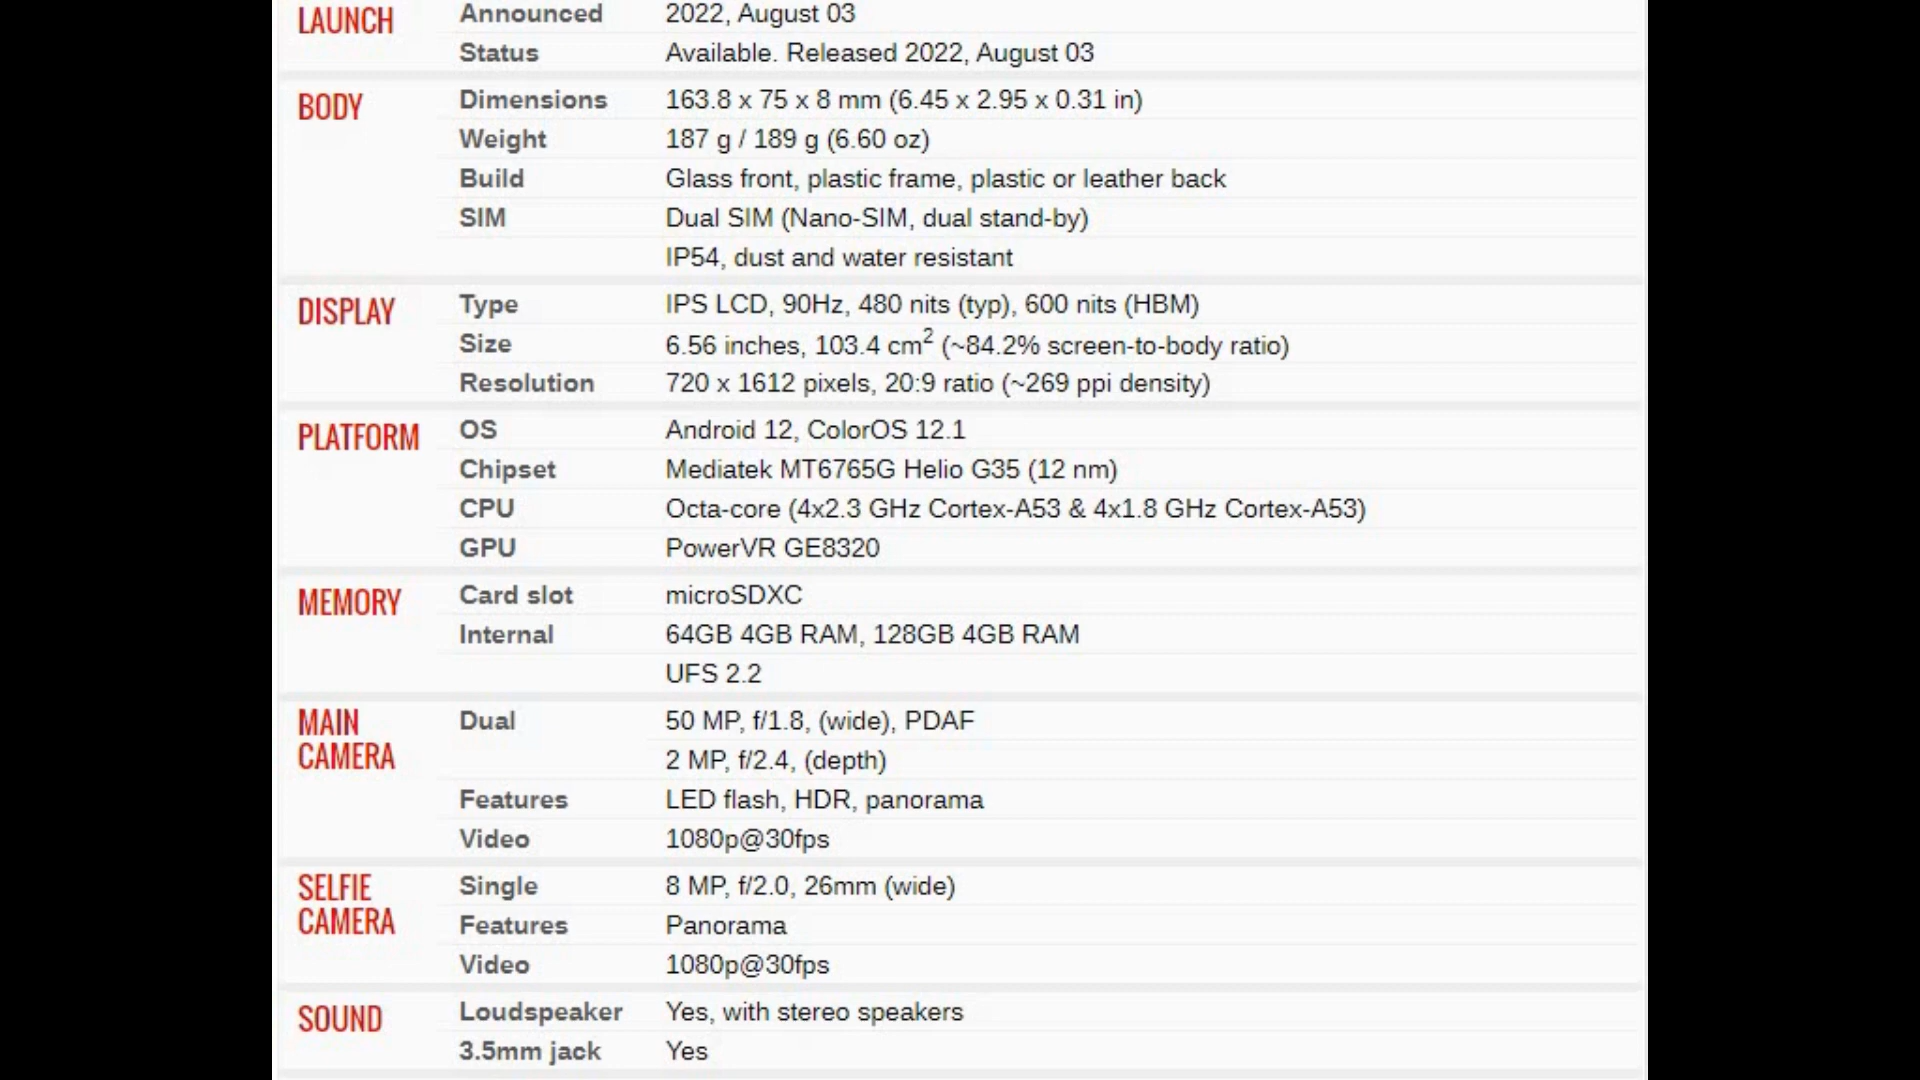 LAUNCH Announced 2022, August 03
Status Available. Released 2022, August 03
BODY Dimensions 163.8 x 75 x 8 mm (6.45 x 2.95 x 0.31 in)
Weight 187 g / 189 g (6.60 oz)
Build Glass front, plastic frame, plastic or leather back
SIM Dual SIM (Nano-SIM, dual stand-by)
IP54, dust and water resistant
DISPLAY Type IPS LCD, 90Hz, 480 nits (typ), 600 nits (HBM)
Size 6.56 inches, 103.4 cm2 (~84.2% screen-to-body ratio)
Resolution 720 x 1612 pixels, 20:9 ratio (~269 ppi density)
PLATFORM OS Android 12, ColorOS 12.1
Chipset Mediatek MT6765G Helio G35 (12 nm)
CPU Octa-core (4x2.3 GHz Cortex-A53 & 4x1.8 GHz Cortex-A53)
GPU PowerVR GE8320
MEMORY Card slot microSDXC
Internal 64GB 4GB RAM, 128GB 4GB RAM
UFS 2.2
MAIN CAMERA Dual 50 MP, f/1.8, (wide), PDAF
2 MP, f/2.4, (depth)
Features LED flash, HDR, panorama
Video 1080p@30fps
SELFIE CAMERA Single 8 MP, f/2.0, 26mm (wide)
Features Panorama
Video 1080p@30fps
SOUND Loudspeaker Yes, with stereo speakers
3.5mm jack Yes